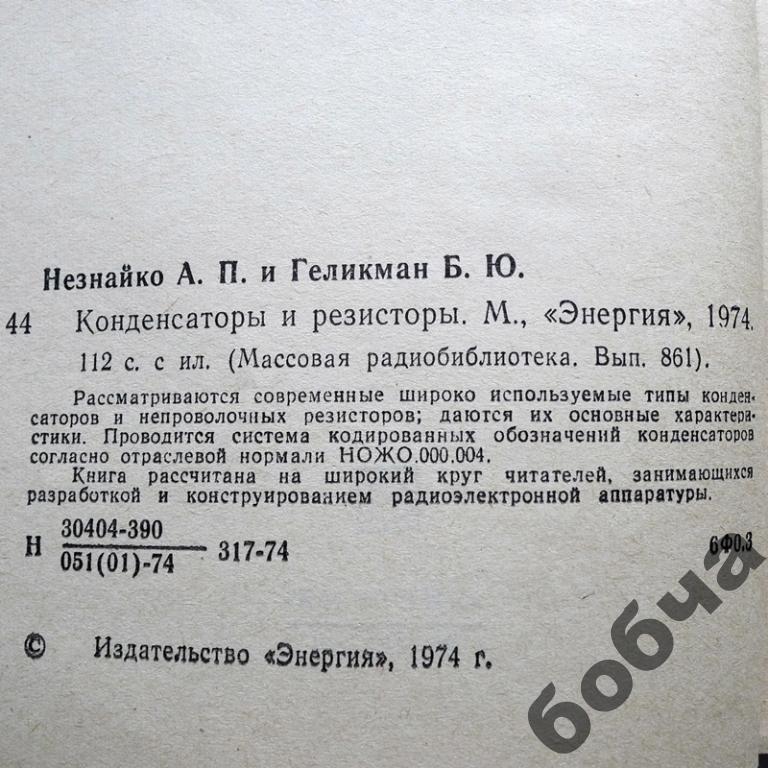 Незнайко А. П. и Геликман Б. Ю.
44 Конденсаторы и резисторы. М., «Энергия», 1974.
112 с. с ил. (Массовая радиобиблиотека. Вып. 861).
Рассматриваются современные широко используемые типы конден-
саторов и непроволочных резисторов; даются их основные характери-
стики. Проводится система кодированных обозначений конденсаторов
согласно отраслевой нормали НОЖО.000.004.
Книга рассчитана на широкий круг читателей, занимающихся
разработкой и конструированием радиоэлектронной аппаратуры.
Н 30404-390
051(01)-74 317-74 6Ф0.3
© Издательство «Энергия», 1974 г.
бобча